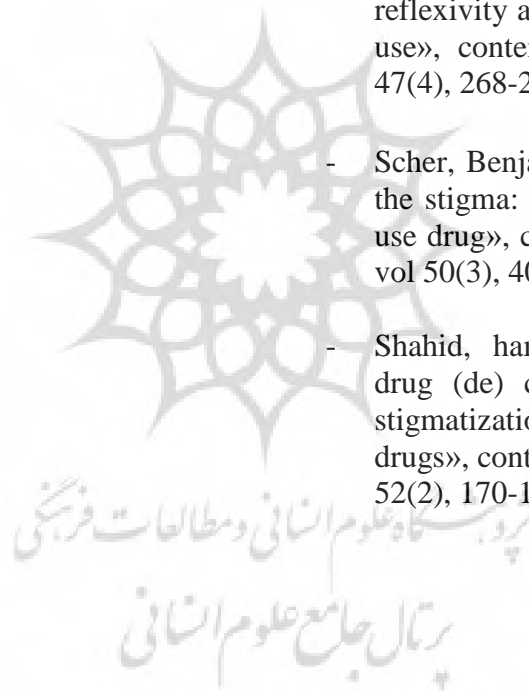 reflexivity a
use», conte
47(4), 268-2
- Scher, Benja
the stigma:
use drug», c
vol 50(3), 40
- Shahid, har
drug (de) c
stigmatizatio
drugs», cont
52(2), 170-1
پژوهشگاه علوم انسانی و مطالعات فرهنگی
پرتال جامع علوم انسانی